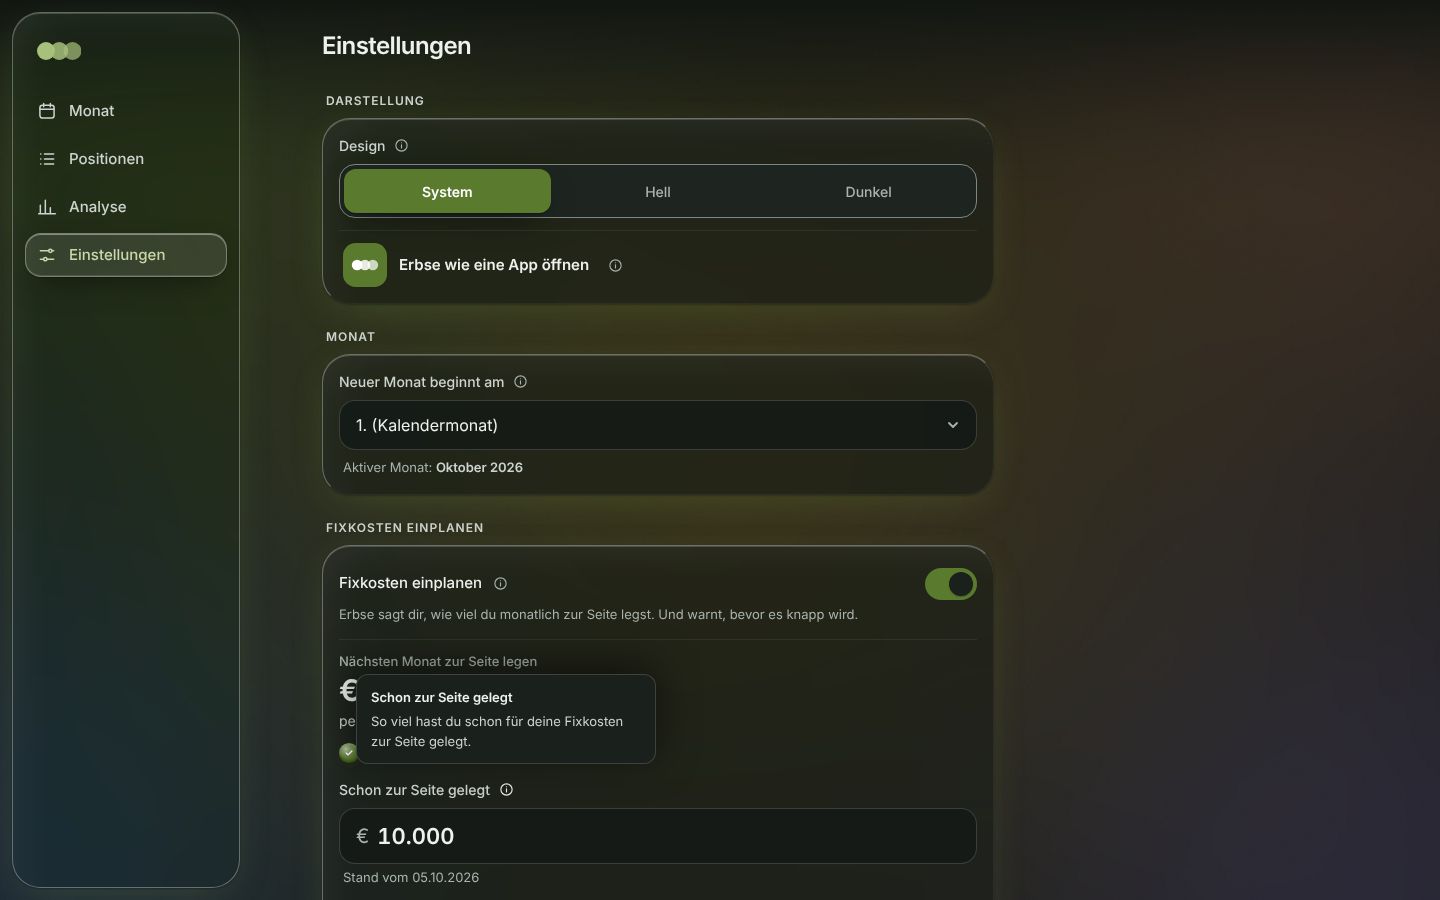 Einstellungen
DARSTELLUNG
Monat
Positionen
Analyse
Einstellungen
Design
System
Hell
Dunkel
Erbse wie eine App öffnen
MONAT
Neuer Monat beginnt am
1. (Kalendermonat)
Aktiver Monat: Oktober 2026
FIXKOSTEN EINPLANEN
Fixkosten einplanen
Erbse sagt dir, wie viel du monatlich zur Seite legst. Und warnt, bevor es knapp wird.
Nächsten Monat zur Seite legen
€
pe
Schon zur Seite gelegt
So viel hast du schon für deine Fixkosten
zur Seite gelegt.
Schon zur Seite gelegt
€ 10.000
Stand vom 05.10.2026